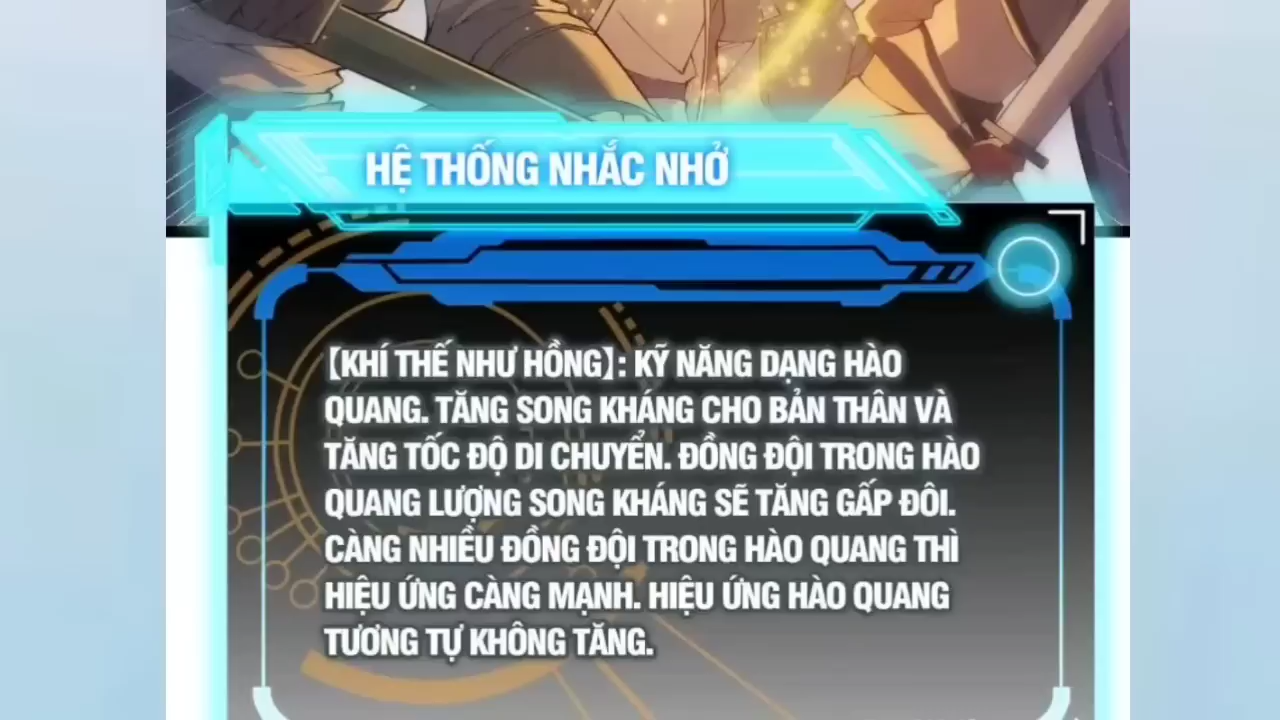 HỆ THỐNG NHẮC NHỞ
【KHÍ THẾ NHƯ HỒNG】: KỸ NĂNG DẠNG HÀO
QUANG. TĂNG SONG KHÁNG CHO BẢN THÂN VÀ
TĂNG TỐC ĐỘ DI CHUYỂN. ĐỒNG ĐỘI TRONG HÀO
QUANG LƯỢNG SONG KHÁNG SẼ TĂNG GẤP ĐÔI.
CÀNG NHIỀU ĐỒNG ĐỘI TRONG HÀO QUANG THÌ
HIỆU ỨNG CÀNG MẠNH. HIỆU ỨNG HÀO QUANG
TƯƠNG TỰ KHÔNG TĂNG.